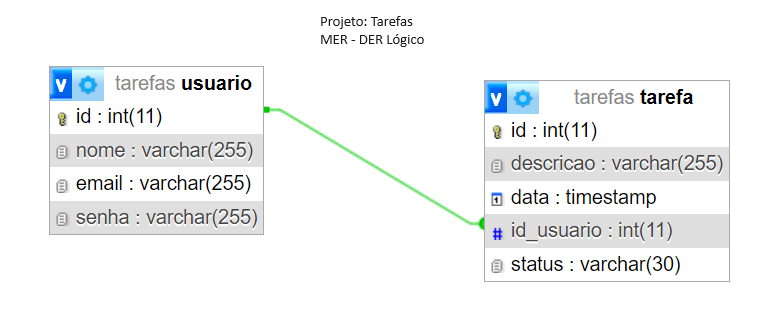 Projeto: Tarefas
MER - DER Lógico
v tarefas usuario
id : int(11)
nome : varchar(255)
email : varchar(255)
senha : varchar(255)
v tarefas tarefa
id : int(11)
descricao : varchar(255)
data : timestamp
# id_usuario : int(11)
status : varchar(30)